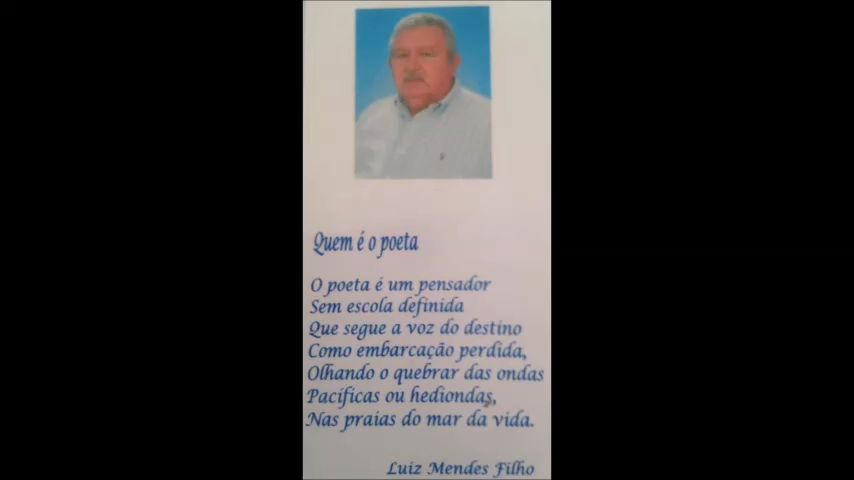 Quem é o poeta
O poeta é um pensador
Sem escola definida
Que segue a voz do destino
Como embarcação perdida,
Olhando o quebrar das ondas
Pacíficas ou hediondas,
Nas praias do mar da vida.
Luiz Mendes Filho